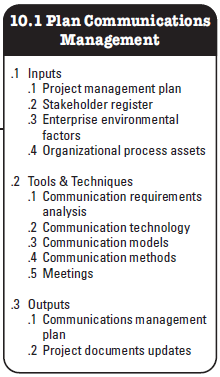 10.1 Plan Communications
Management
.1 Inputs
.1 Project management plan
.2 Stakeholder register
.3 Enterprise environmental
factors
.4 Organizational process assets
.2 Tools & Techniques
.1 Communication requirements
analysis
.2 Communication technology
.3 Communication models
.4 Communication methods
.5 Meetings
.3 Outputs
.1 Communications management
plan
.2 Project documents updates